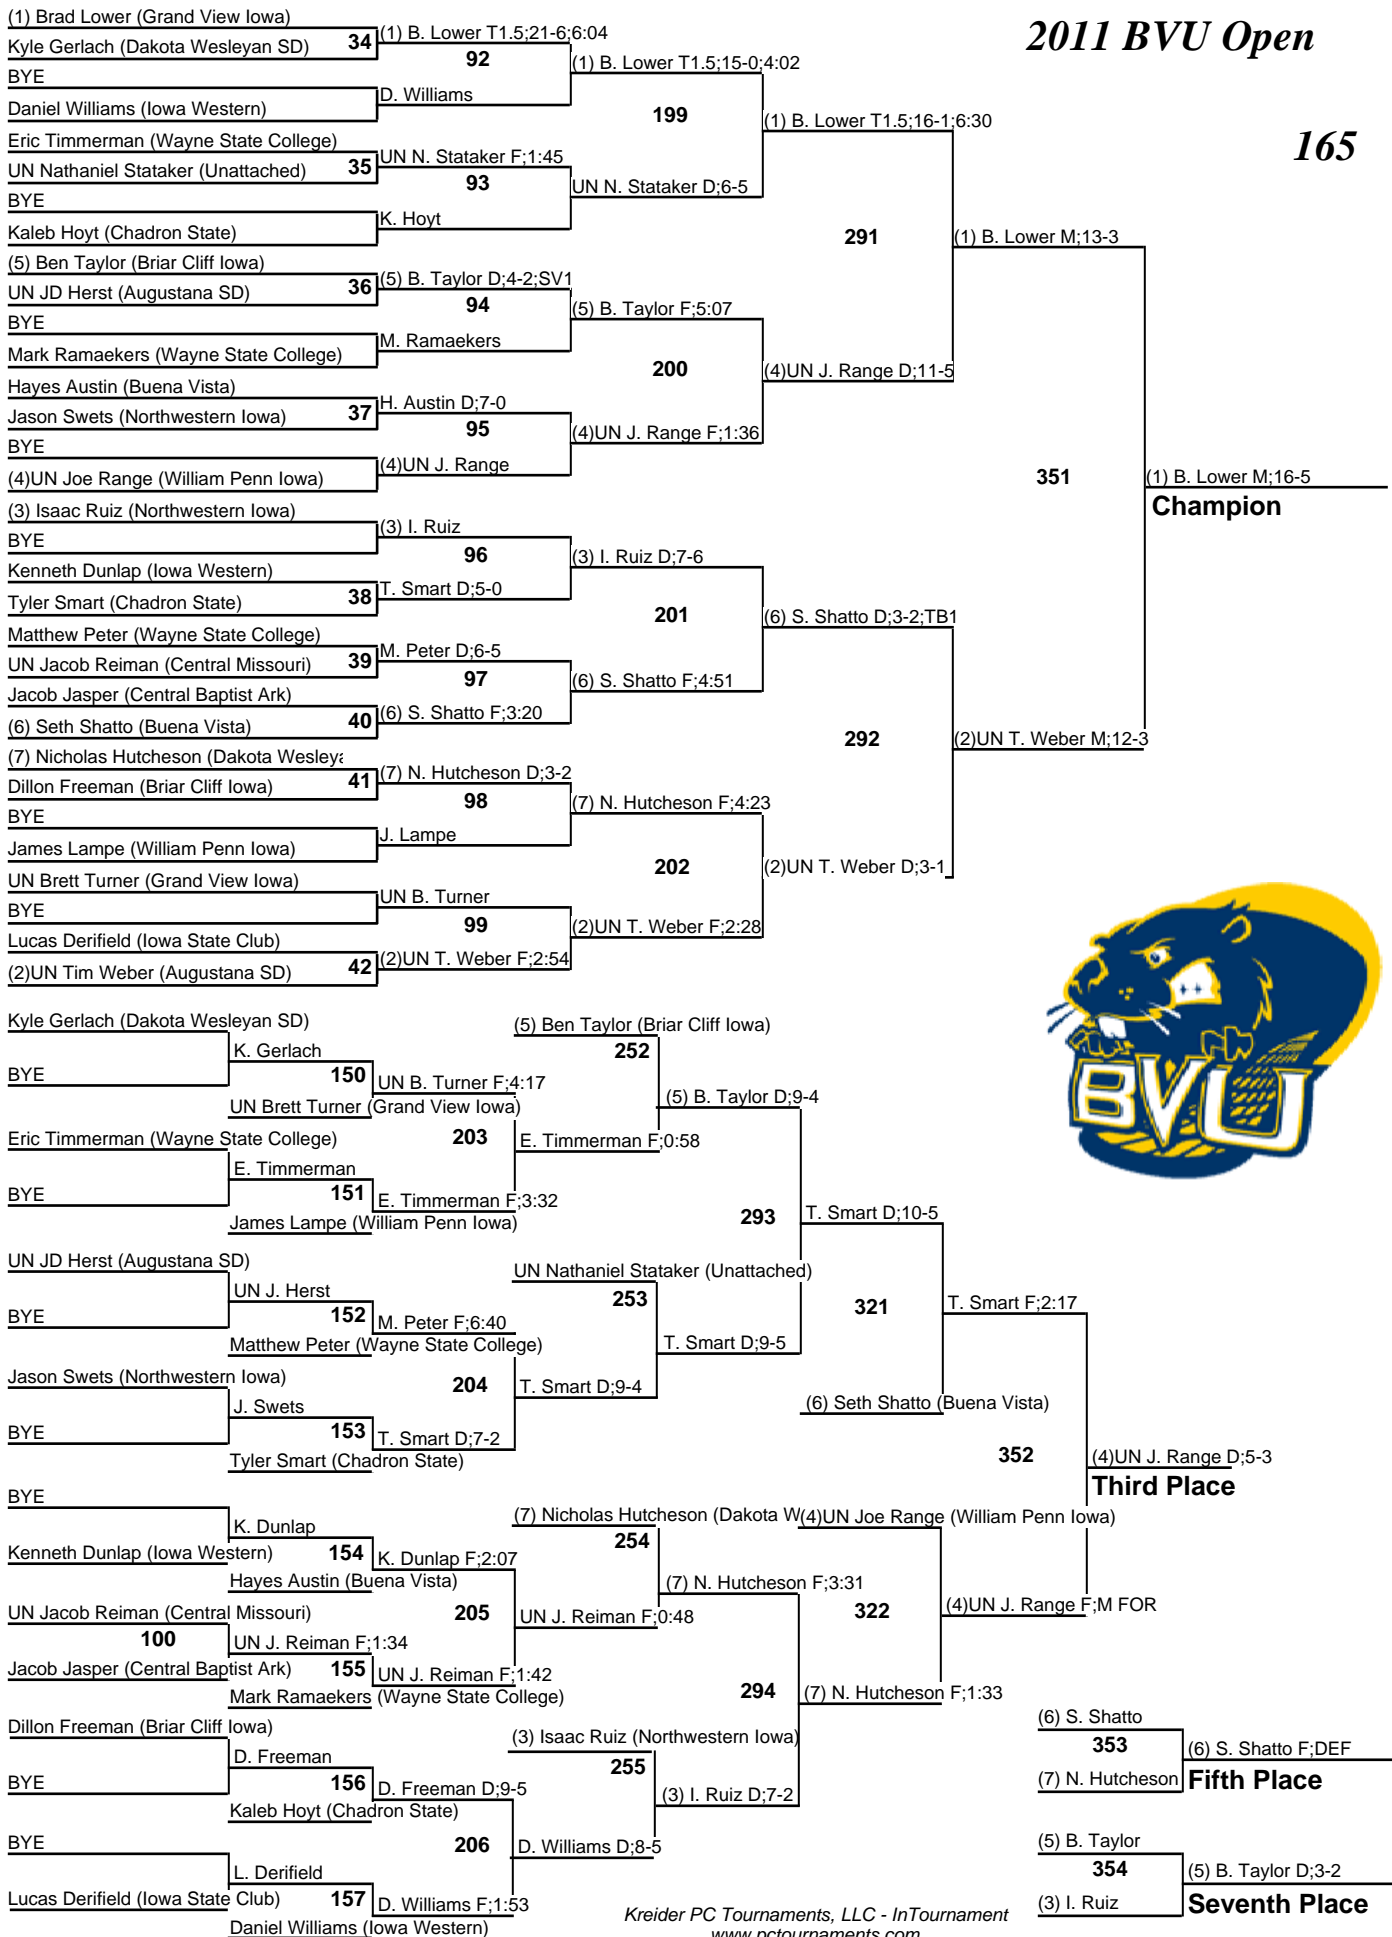 2011 BVU Open
165
(1) Brad Lower (Grand View Iowa)
Kyle Gerlach (Dakota Wesleyan SD)
34
(1) B. Lower T1.5;21-6;6:04
BYE
92
(1) B. Lower T1.5;15-0;4:02
Daniel Williams (Iowa Western)
D. Williams
199
(1) B. Lower T1.5;16-1;6:30
Eric Timmerman (Wayne State College)
UN Nathaniel Stataker (Unattached)
35
UN N. Stataker F;1:45
BYE
93
UN N. Stataker D;6-5
Kaleb Hoyt (Chadron State)
K. Hoyt
291
(1) B. Lower M;13-3
(5) Ben Taylor (Briar Cliff Iowa)
UN JD Herst (Augustana SD)
36
(5) B. Taylor D;4-2;SV1
BYE
94
(5) B. Taylor F;5:07
Mark Ramaekers (Wayne State College)
M. Ramaekers
200
(4)UN J. Range D;11-5
Hayes Austin (Buena Vista)
Jason Swets (Northwestern Iowa)
37
H. Austin D;7-0
BYE
95
(4)UN J. Range F;1:36
(4)UN Joe Range (William Penn Iowa)
(4)UN J. Range
351
(1) B. Lower M;16-5
Champion
(3) Isaac Ruiz (Northwestern Iowa)
BYE
(3) I. Ruiz
96
(3) I. Ruiz D;7-6
Kenneth Dunlap (Iowa Western)
Tyler Smart (Chadron State)
38
T. Smart D;5-0
201
(6) S. Shatto D;3-2;TB1
Matthew Peter (Wayne State College)
UN Jacob Reiman (Central Missouri)
39
M. Peter D;6-5
97
(6) S. Shatto F;4:51
Jacob Jasper (Central Baptist Ark)
(6) Seth Shatto (Buena Vista)
40
(6) S. Shatto F;3:20
292
(2)UN T. Weber M;12-3
(7) Nicholas Hutcheson (Dakota Wesleya
Dillon Freeman (Briar Cliff Iowa)
41
(7) N. Hutcheson D;3-2
BYE
98
(7) N. Hutcheson F;4:23
James Lampe (William Penn Iowa)
J. Lampe
202
(2)UN T. Weber D;3-1
UN Brett Turner (Grand View Iowa)
BYE
UN B. Turner
99
(2)UN T. Weber F;2:28
Lucas Derifield (Iowa State Club)
(2)UN Tim Weber (Augustana SD)
42
(2)UN T. Weber F;2:54
BVU
Kyle Gerlach (Dakota Wesleyan SD)
K. Gerlach
BYE
150
UN B. Turner F;4:17
UN Brett Turner (Grand View Iowa)
(5) Ben Taylor (Briar Cliff Iowa)
252
(5) B. Taylor D;9-4
Eric Timmerman (Wayne State College)
203
E. Timmerman F;0:58
E. Timmerman
BYE
151
E. Timmerman F;3:32
James Lampe (William Penn Iowa)
293
T. Smart D;10-5
UN JD Herst (Augustana SD)
UN J. Herst
BYE
152
M. Peter F;6:40
Matthew Peter (Wayne State College)
UN Nathaniel Stataker (Unattached)
253
T. Smart D;9-5
321
T. Smart F;2:17
Jason Swets (Northwestern Iowa)
204
T. Smart D;9-4
J. Swets
BYE
153
T. Smart D;7-2
Tyler Smart (Chadron State)
(6) Seth Shatto (Buena Vista)
352
(4)UN J. Range D;5-3
Third Place
BYE
K. Dunlap
Kenneth Dunlap (Iowa Western)
154
K. Dunlap F;2:07
Hayes Austin (Buena Vista)
(7) Nicholas Hutcheson (Dakota W
(4)UN Joe Range (William Penn Iowa)
254
(7) N. Hutcheson F;3:31
322
(4)UN J. Range F;M FOR
UN Jacob Reiman (Central Missouri)
205
UN J. Reiman F;0:48
100
UN J. Reiman F;1:34
Jacob Jasper (Central Baptist Ark)
155
UN J. Reiman F;1:42
Mark Ramaekers (Wayne State College)
294
(7) N. Hutcheson F;1:33
Dillon Freeman (Briar Cliff Iowa)
D. Freeman
BYE
156
D. Freeman D;9-5
Kaleb Hoyt (Chadron State)
(3) Isaac Ruiz (Northwestern Iowa)
255
(3) I. Ruiz D;7-2
206
D. Williams D;8-5
BYE
L. Derifield
Lucas Derifield (Iowa State Club)
157
D. Williams F;1:53
Daniel Williams (Iowa Western)
(6) S. Shatto
353
(6) S. Shatto F;DEF
(7) N. Hutcheson
Fifth Place
(5) B. Taylor
354
(5) B. Taylor D;3-2
(3) I. Ruiz
Seventh Place
Kreider PC Tournaments, LLC - InTournament
www.pctournaments.com